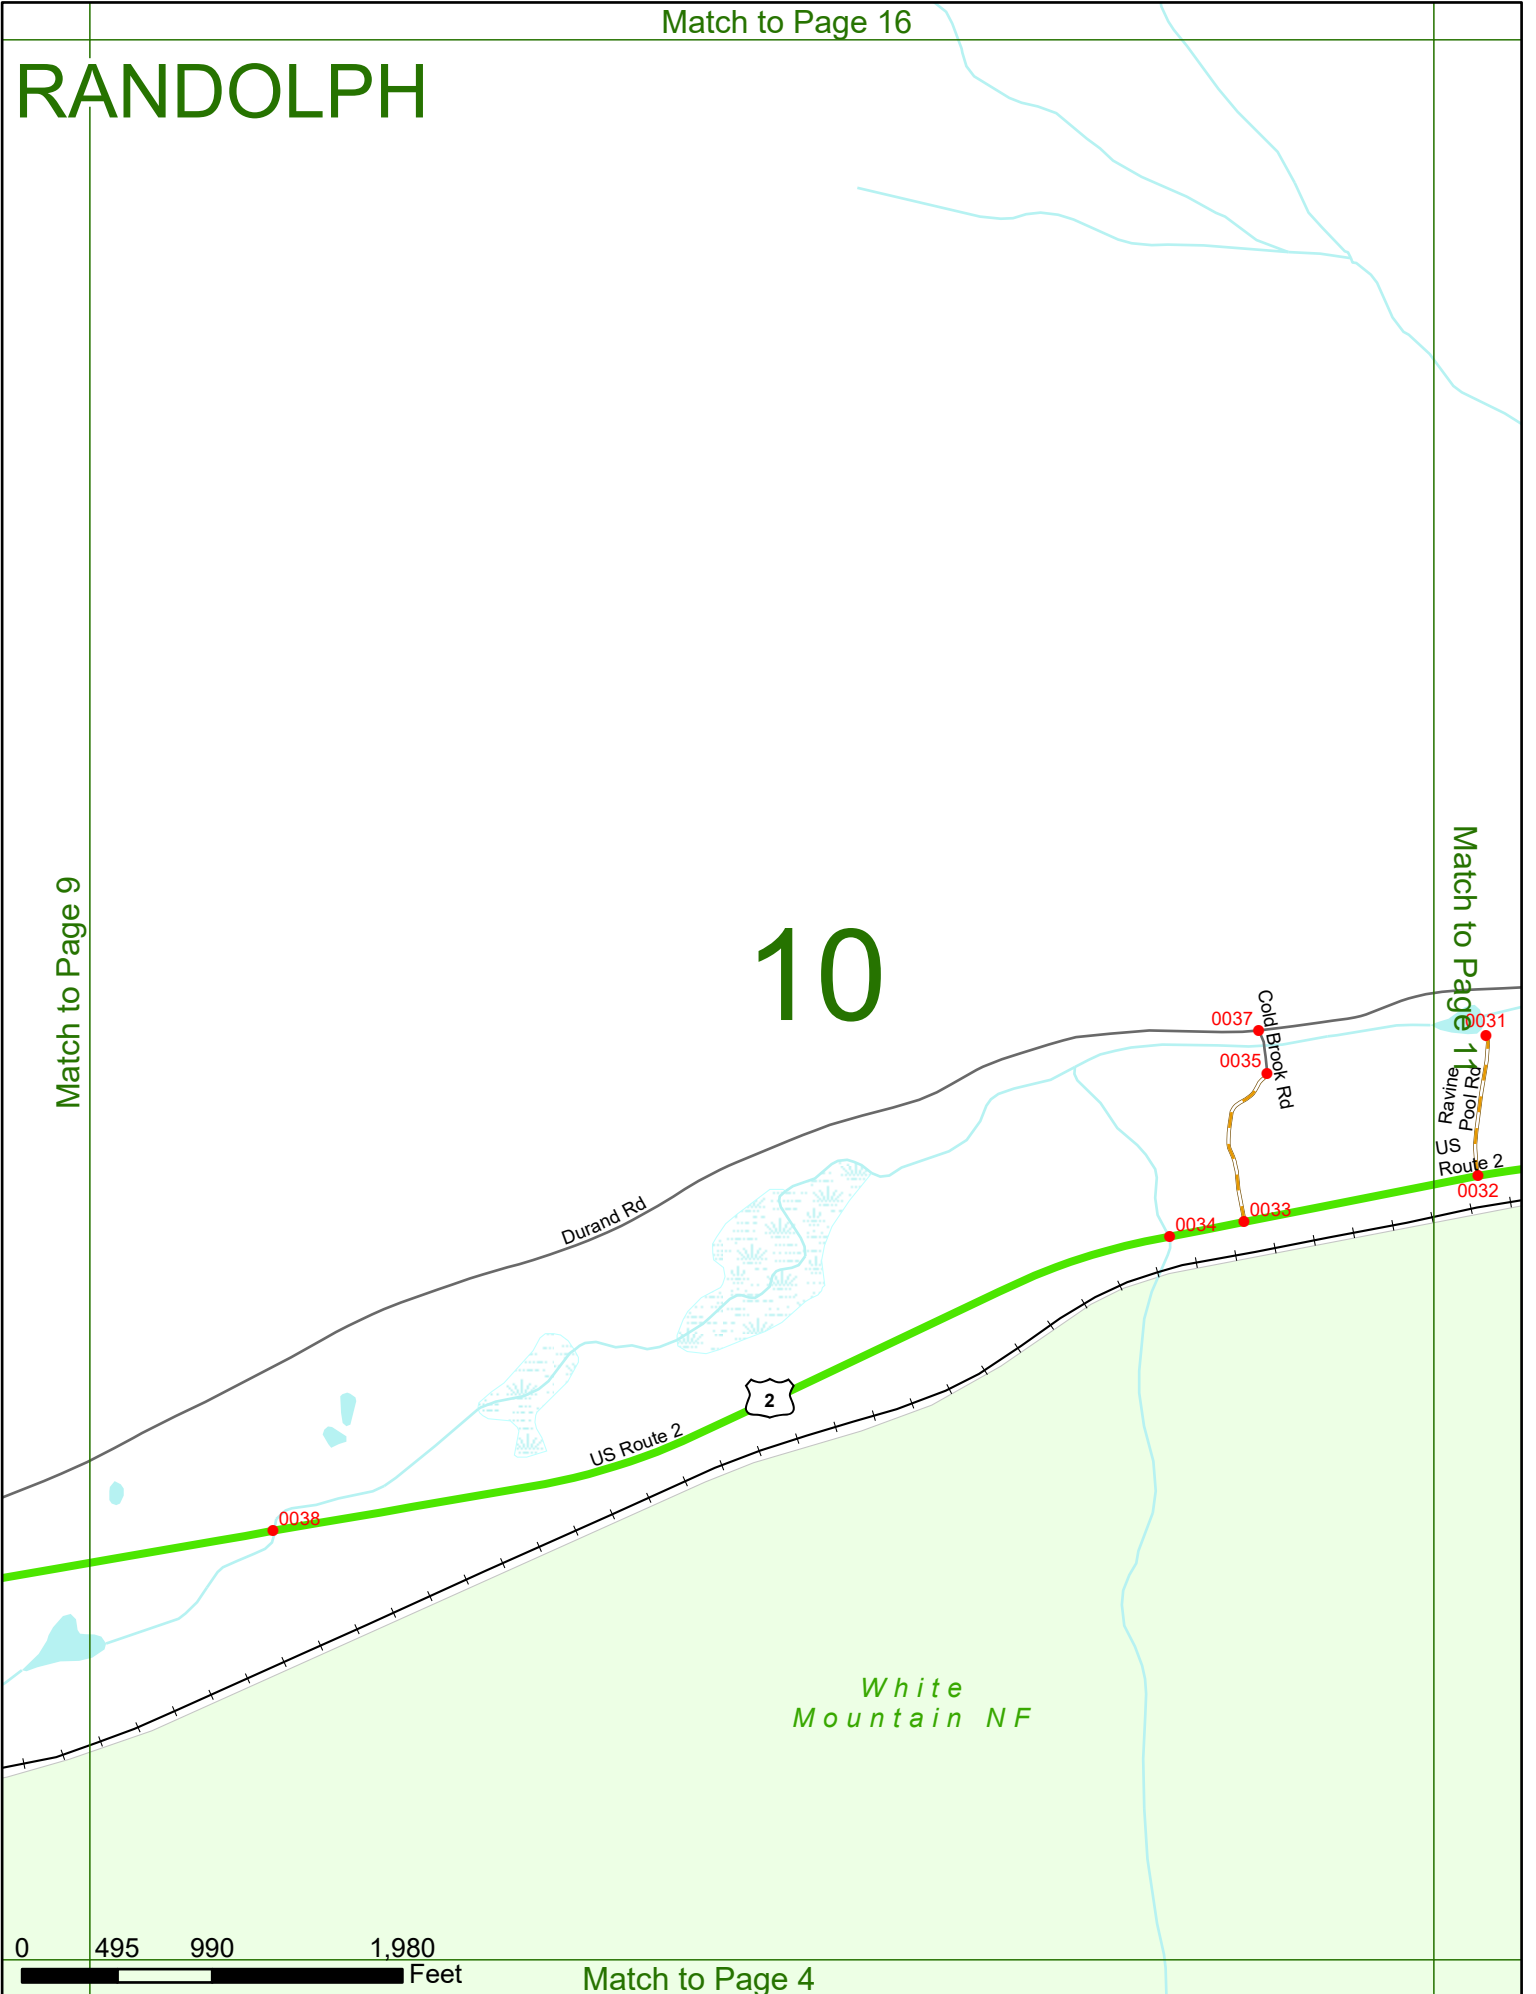 Match to Page 16
RANDOLPH
Match to Page 9
10
Match to Page 11
0037
Cold Brook Rd
0031
0035
Ravine
Pool Rd
US
Route 2
0032
0033
0034
Durand Rd
2
US Route 2
0038
White
Mountain NF
0 495 990 1,980
Feet
Match to Page 4